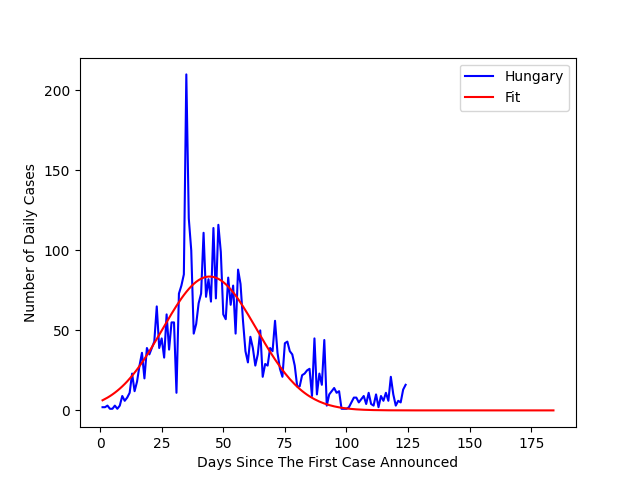 Hungary
Fit
200
150
100
50
0
Number of Daily Cases
0 25 50 75 100 125 150 175
Days Since The First Case Announced